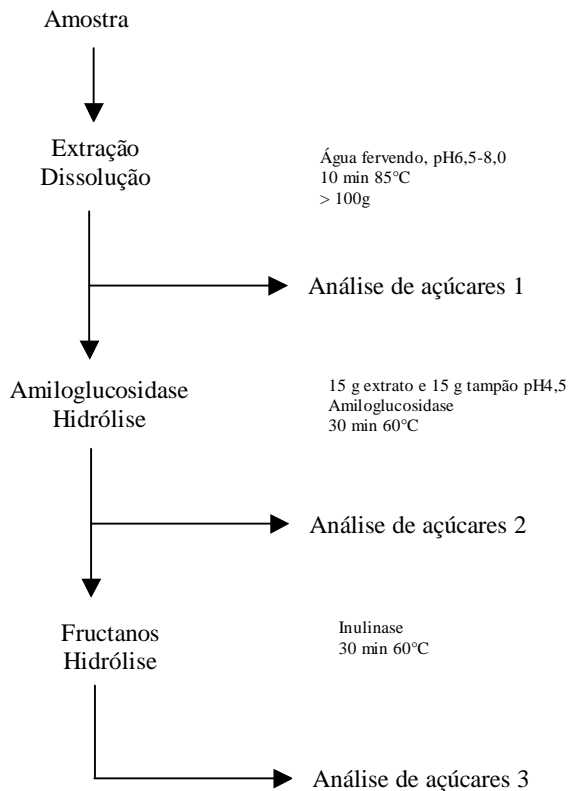 Amostra
Extração
Dissolução
Água fervendo, pH6,5-8,0
10 min 85°C
> 100g
Análise de açúcares 1
Amiloglucosidase
Hidrólise
15 g extrato e 15 g tampão pH4,5
Amiloglucosidase
30 min 60°C
Análise de açúcares 2
Fructanos
Hidrólise
Inulinase
30 min 60°C
Análise de açúcares 3